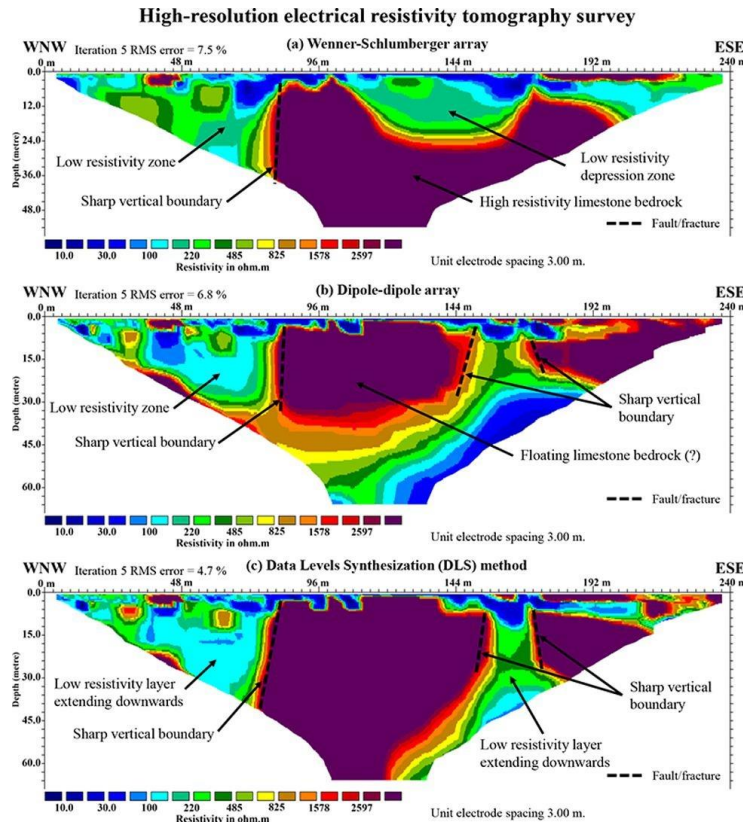 High-resolution electrical resistivity tomography survey
WNW Iteration 5 RMS error = 7.5 % (a) Wenner-Schlumberger array ESE
0 m 48 m 96 m 144 m 192 m 240 m
0.0
12.0
24.0
36.0
48.0
Depth (metre)
Low resistivity zone
Sharp vertical boundary
Low resistivity depression zone
High resistivity limestone bedrock
Fault/fracture
10.0 30.0 100 220 485 825 1578 2597
Resistivity in ohm.m
Unit electrode spacing 3.00 m.
(b) Dipole-dipole array
WNW Iteration 5 RMS error = 6.8 % ESE
0 m 48 m 96 m 144 m 192 m 240 m
0.0
15.0
30.0
45.0
60.0
Depth (metre)
Low resistivity zone
Sharp vertical boundary
Sharp vertical boundary
Floating limestone bedrock (?)
Fault/fracture
10.0 30.0 100 220 485 825 1578 2597
Resistivity in ohm.m
Unit electrode spacing 3.00 m.
WNW Iteration 5 RMS error = 4.7 % (c) Data Levels Synthesization (DLS) method ESE
0 m 48 m 96 m 144 m 192 m 240 m
0.0
15.0
30.0
45.0
60.0
Depth (metre)
Low resistivity layer extending downwards
Sharp vertical boundary
Sharp vertical boundary
Low resistivity layer extending downwards
Fault/fracture
10.0 30.0 100 220 485 825 1578 2597
Resistivity in ohm.m
Unit electrode spacing 3.00 m.